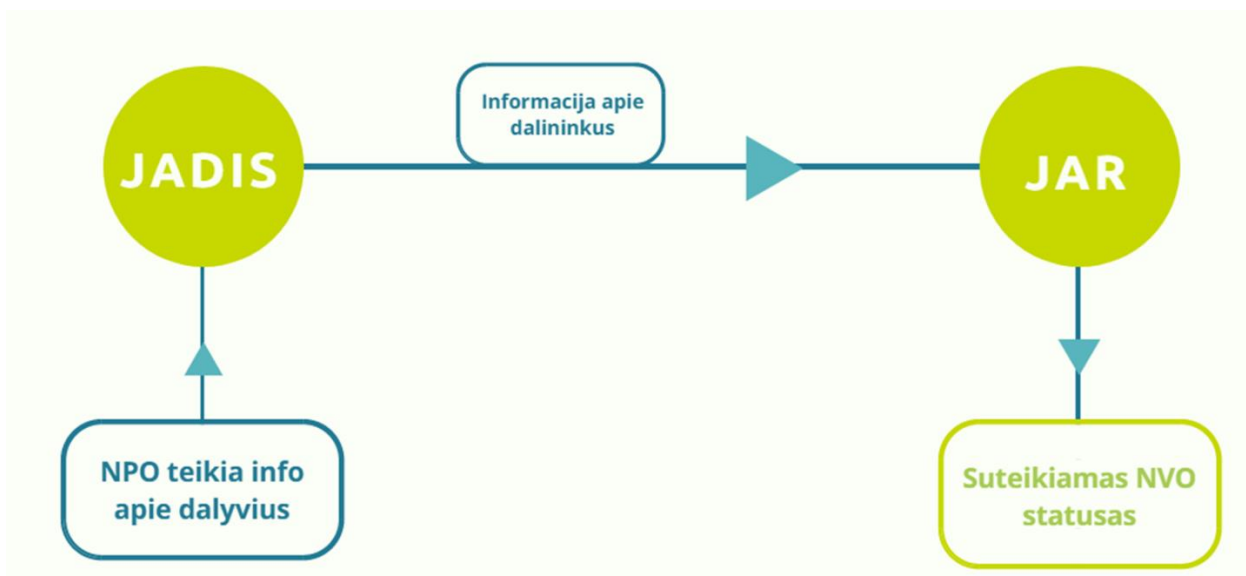 Informacija apie
dalininkus
JADIS
JAR
NPO teikia info
apie dalyvius
Suteikiamas NVO
statusas